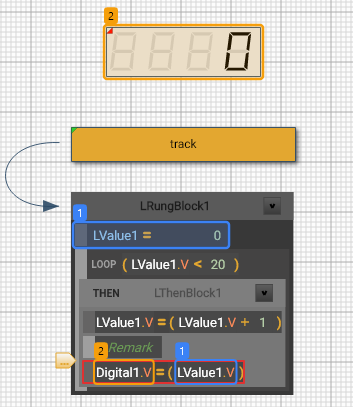 2
0
track
LRungBlock1
1
LValue1 = 0
LOOP ( LValue1.V < 20 )
THEN LThenBlock1
LValue1.V = ( LValue1.V + 1 )
Remark
2 1
Digital1.V = ( LValue1.V )